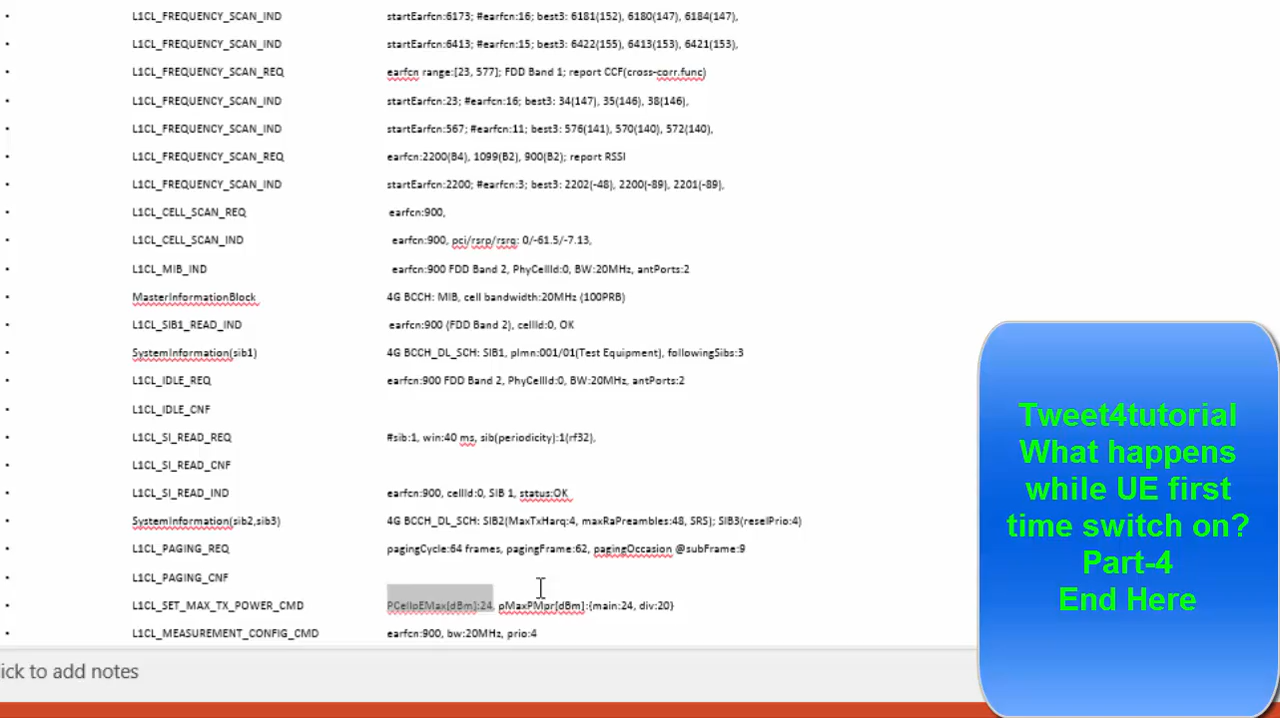 • L1CL_FREQUENCY_SCAN_IND startEarfcn:6173; #earfcn:16; best3: 6181(152), 6180(147), 6184(147),
• L1CL_FREQUENCY_SCAN_IND startEarfcn:6413; #earfcn:15; best3: 6422(155), 6413(153), 6421(153),
• L1CL_FREQUENCY_SCAN_REQ earfcn range:[23, 577]; FDD Band 1; report CCF(cross-corr.func)
• L1CL_FREQUENCY_SCAN_IND startEarfcn:23; #earfcn:16; best3: 34(147), 35(146), 38(146),
• L1CL_FREQUENCY_SCAN_IND startEarfcn:567; #earfcn:11; best3: 576(141), 570(140), 572(140),
• L1CL_FREQUENCY_SCAN_REQ earfcn:2200(B4), 1099(B2), 900(B2); report RSSI
• L1CL_FREQUENCY_SCAN_IND startEarfcn:2200; #earfcn:3; best3: 2202(-48), 2200(-89), 2201(-89),
• L1CL_CELL_SCAN_REQ earfcn:900,
• L1CL_CELL_SCAN_IND earfcn:900, pci/rsrp/rsrq: 0/-61.5/-7.13,
• L1CL_MIB_IND earfcn:900 FDD Band 2, PhyCellId:0, BW:20MHz, antPorts:2
• MasterInformationBlock 4G BCCH: MIB, cell bandwidth:20MHz (100PRB)
• L1CL_SIB1_READ_IND earfcn:900 (FDD Band 2), cellId:0, OK
• SystemInformation(sib1) 4G BCCH_DL_SCH: SIB1, plmn:001/01(Test Equipment), followingSibs:3
• L1CL_IDLE_REQ earfcn:900 FDD Band 2, PhyCellId:0, BW:20MHz, antPorts:2
• L1CL_IDLE_CNF
• L1CL_SI_READ_REQ #sib:1, win:40 ms, sib(periodicity):1(rf32),
• L1CL_SI_READ_CNF
• L1CL_SI_READ_IND earfcn:900, cellId:0, SIB 1, status:OK
• SystemInformation(sib2,sib3) 4G BCCH_DL_SCH: SIB2(MaxTxHarq:4, maxRaPreambles:48, SRS); SIB3(reselPrio:4)
• L1CL_PAGING_REQ pagingCycle:64 frames, pagingFrame:62, pagingOccasion @subFrame:9
• L1CL_PAGING_CNF
• L1CL_SET_MAX_TX_POWER_CMD PCellpEMax[dBm]:24, pMaxPMpr[dBm]:{main:24, div:20}
• L1CL_MEASUREMENT_CONFIG_CMD earfcn:900, bw:20MHz, prio:4
ick to add notes
Tweet4tutorial
What happens
while UE first
time switch on?
Part-4
End Here